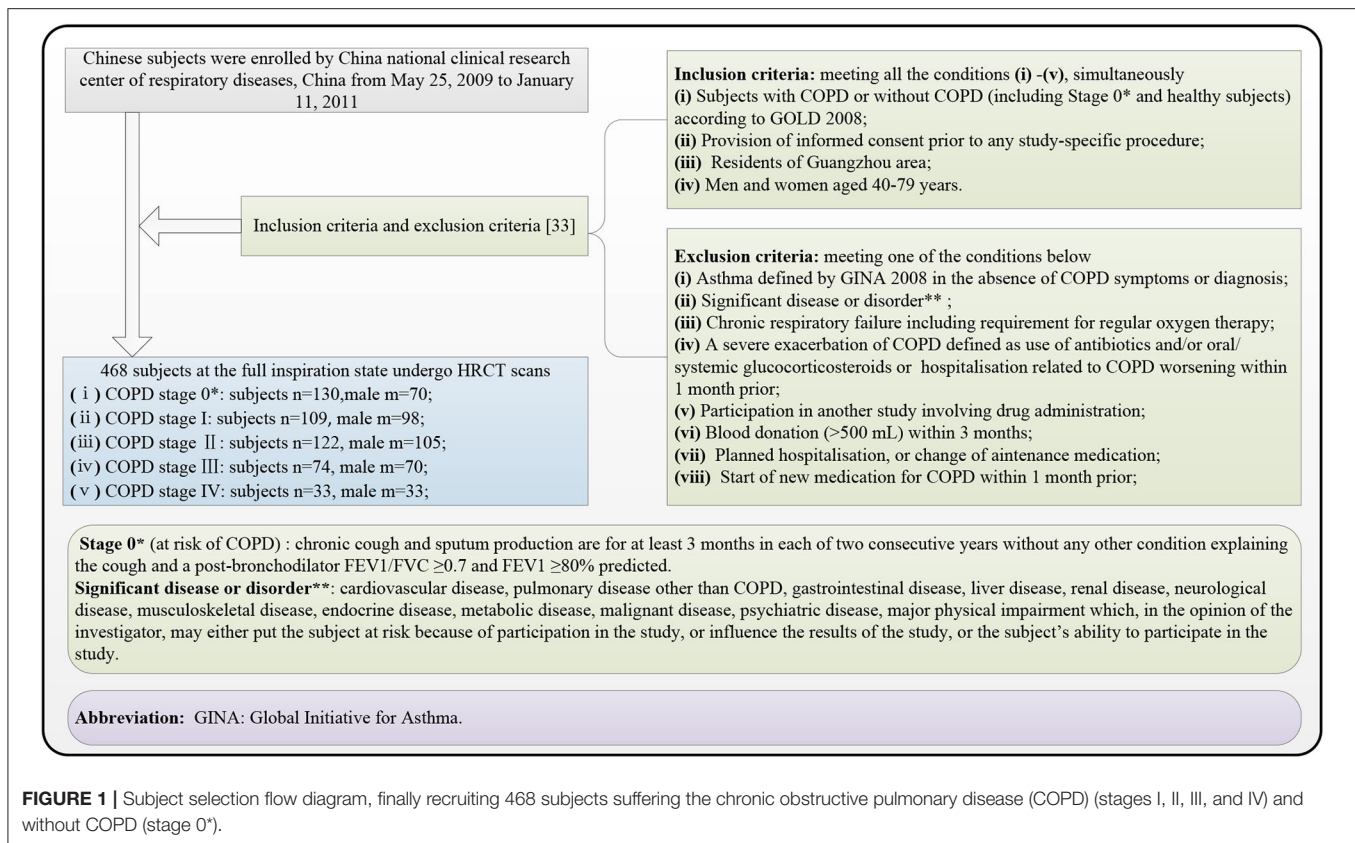 Chinese subjects were enrolled by China national clinical research
center of respiratory diseases, China from May 25, 2009 to January
11, 2011
Inclusion criteria and exclusion criteria [33]
468 subjects at the full inspiration state undergo HRCT scans
(ⅰ) COPD stage 0*: subjects n=130,male m=70;
(ⅱ) COPD stage I: subjects n=109, male m=98;
(ⅲ) COPD stage Ⅱ: subjects n=122, male m=105;
(ⅳ) COPD stage Ⅲ: subjects n=74, male m=70;
(ⅴ) COPD stage IV: subjects n=33, male m=33;
Inclusion criteria: meeting all the conditions (i) -(v), simultaneously
(i) Subjects with COPD or without COPD (including Stage 0* and healthy subjects)
according to GOLD 2008;
(ii) Provision of informed consent prior to any study-specific procedure;
(iii) Residents of Guangzhou area;
(iv) Men and women aged 40-79 years.
Exclusion criteria: meeting one of the conditions below
(i) Asthma defined by GINA 2008 in the absence of COPD symptoms or diagnosis;
(ii) Significant disease or disorder** ;
(iii) Chronic respiratory failure including requirement for regular oxygen therapy;
(iv) A severe exacerbation of COPD defined as use of antibiotics and/or oral/
systemic glucocorticosteroids or hospitalisation related to COPD worsening within
1 month prior;
(v) Participation in another study involving drug administration;
(vi) Blood donation (>500 mL) within 3 months;
(vii) Planned hospitalisation, or change of aintenance medication;
(viii) Start of new medication for COPD within 1 month prior;
Stage 0* (at risk of COPD) : chronic cough and sputum production are for at least 3 months in each of two consecutive years without any other condition explaining
the cough and a post-bronchodilator FEV1/FVC ≥0.7 and FEV1 ≥80% predicted.
Significant disease or disorder**: cardiovascular disease, pulmonary disease other than COPD, gastrointestinal disease, liver disease, renal disease, neurological
disease, musculoskeletal disease, endocrine disease, metabolic disease, malignant disease, psychiatric disease, major physical impairment which, in the opinion of the
investigator, may either put the subject at risk because of participation in the study, or influence the results of the study, or the subject's ability to participate in the
study.
Abbreviation: GINA: Global Initiative for Asthma.
FIGURE 1 | Subject selection flow diagram, finally recruiting 468 subjects suffering the chronic obstructive pulmonary disease (COPD) (stages I, II, III, and IV) and
without COPD (stage 0*).